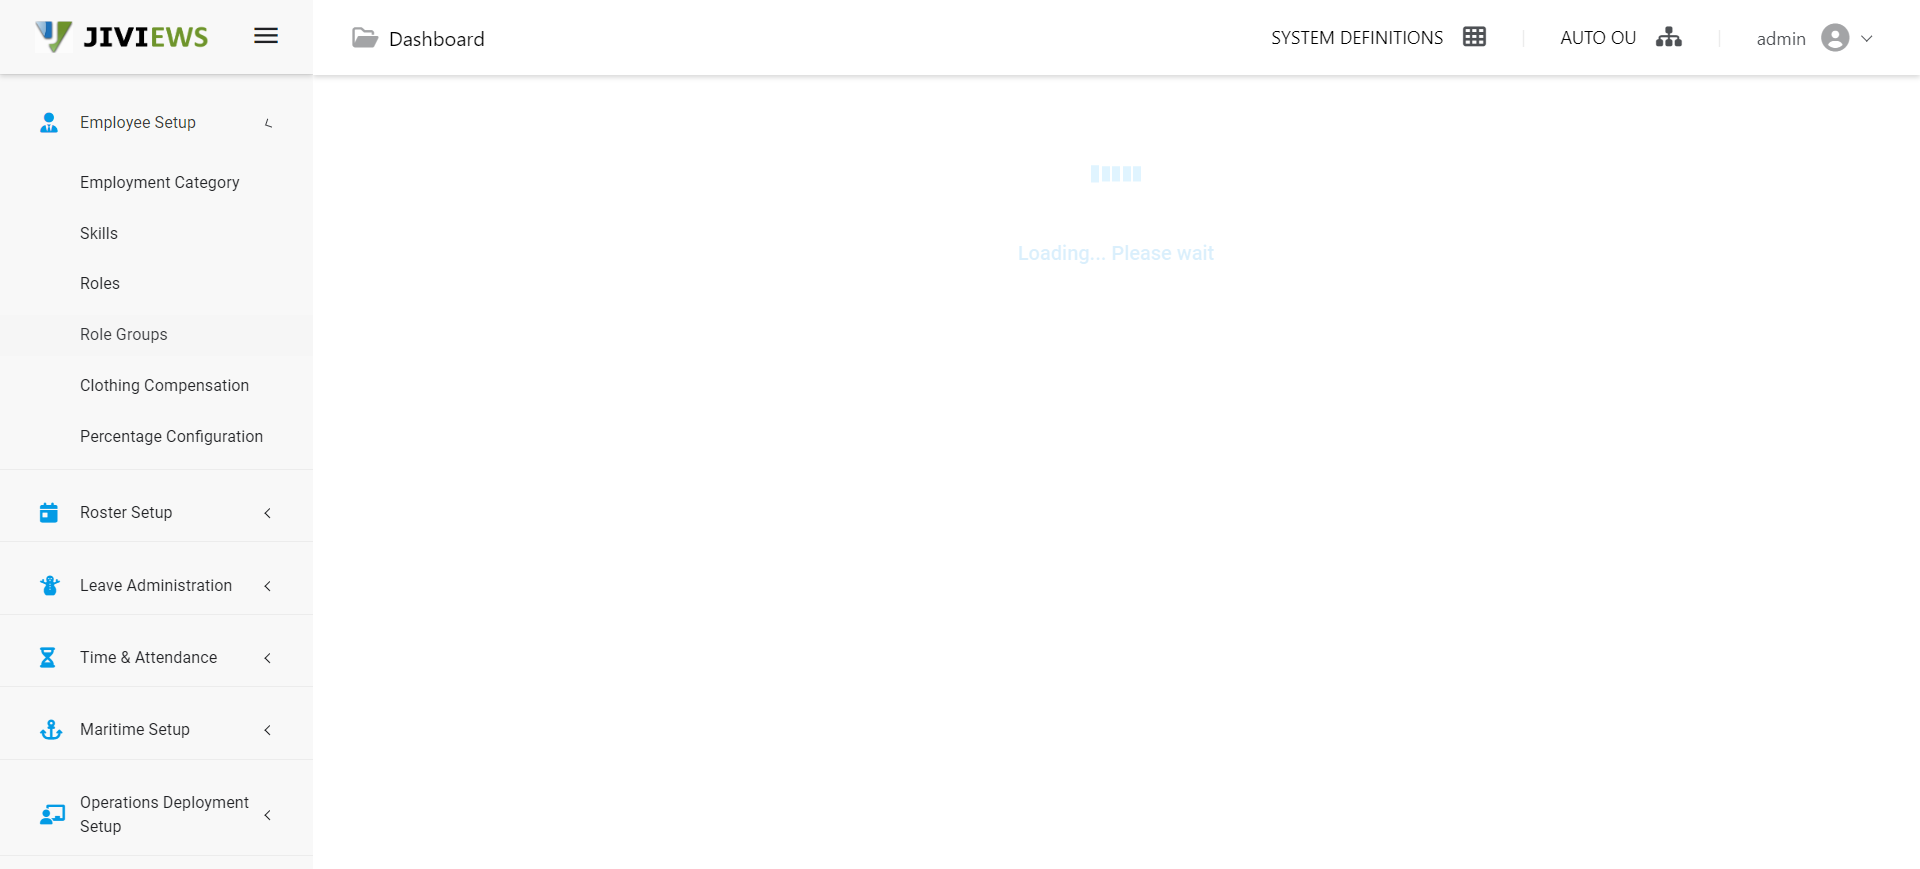 JIVIEWS
Dashboard
SYSTEM DEFINITIONS
AUTO OU
admin
Employee Setup
Employment Category
Skills
Roles
Role Groups
Clothing Compensation
Percentage Configuration
Roster Setup
Leave Administration
Time & Attendance
Maritime Setup
Operations Deployment
Setup
Loading... Please wait